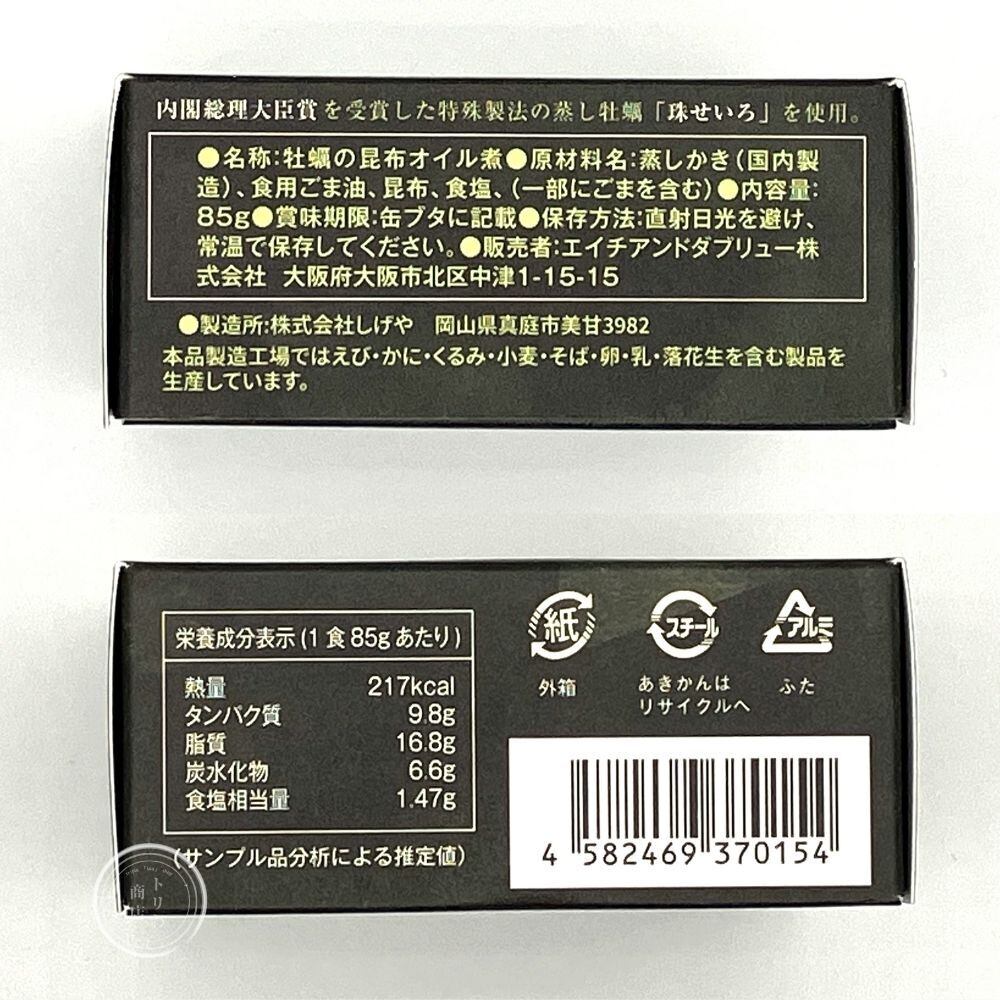 内閣総理大臣賞を受賞した特殊製法の蒸し牡蠣「珠せいろ」を使用。
●名称:牡蠣の昆布オイル煮●原材料名:蒸しかき(国内製
造)、食用ごま油、昆布、食塩、(一部にごまを含む)●内容量:
85g●賞味期限:缶ブタに記載●保存方法:直射日光を避け、
常温で保存してください。●販売者:エイチアンドダブリュー株
式会社 大阪府大阪市北区中津1-15-15
●製造所:株式会社しげや 岡山県真庭市美甘3982
本品製造工場ではえび・かに・くるみ・小麦・そば・卵・乳・落花生を含む製品を
生産しています。
栄養成分表示(1食85gあたり)
熱量 217kcal
タンパク質 9.8g
脂質 16.8g
炭水化物 6.6g
食塩相当量 1.47g
(サンプル品分析による推定値)
紙
外箱
スチール
あきかんは
リサイクルへ
アルミ
ふた
4 582469 370154
トリ
商店